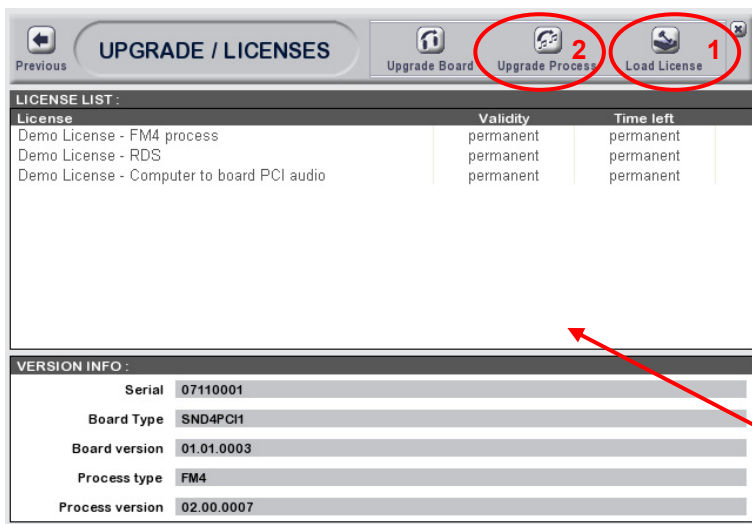 Previous
UPGRADE / LICENSES
Upgrade Board
Upgrade Process
2
Load License
1
LICENSE LIST :
License Validity Time left
Demo License - FM4 process permanent permanent
Demo License - RDS permanent permanent
Demo License - Computer to board PCI audio permanent permanent
VERSION INFO :
Serial 07110001
Board Type SND4PCI1
Board version 01.01.0003
Process type FM4
Process version 02.00.0007